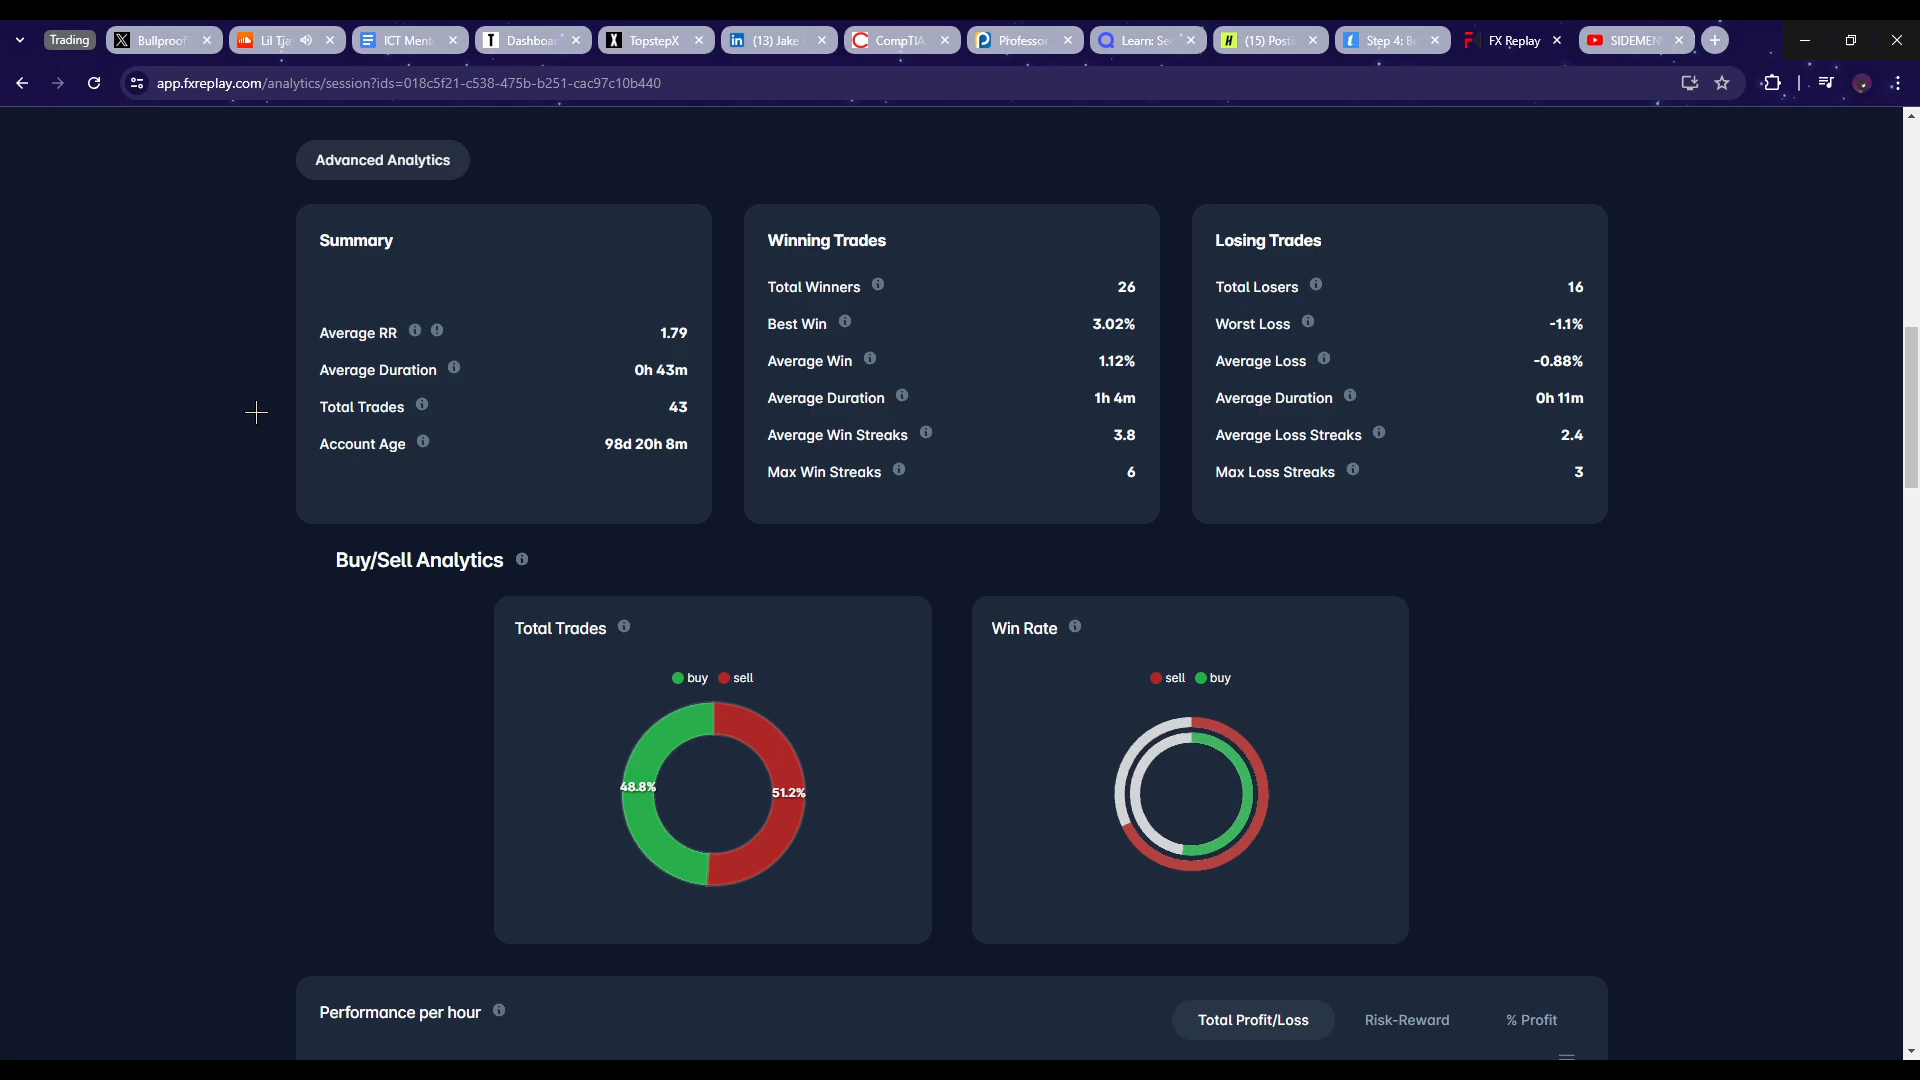 Trading
Bullproof
Lil Tja
ICT Mento
Dashboar
TopstepX
(13) Jake
CompTIA
Professor
Learn: Se
(15) Posti
Step 4: B
FX Replay
SIDEMEN
app.fxreplay.com/analytics/session?ids=018c5f21-c538-475b-b251-cac97c10b440
Advanced Analytics
Summary
Average RR 1.79
Average Duration 0h 43m
Total Trades 43
Account Age 98d 20h 8m
Winning Trades
Total Winners 26
Best Win 3.02%
Average Win 1.12%
Average Duration 1h 4m
Average Win Streaks 3.8
Max Win Streaks 6
Losing Trades
Total Losers 16
Worst Loss -1.1%
Average Loss -0.88%
Average Duration 0h 11m
Average Loss Streaks 2.4
Max Loss Streaks 3
Buy/Sell Analytics
Total Trades
buy sell
48.8%
51.2%
Win Rate
sell buy
Performance per hour
Total Profit/Loss Risk-Reward % Profit